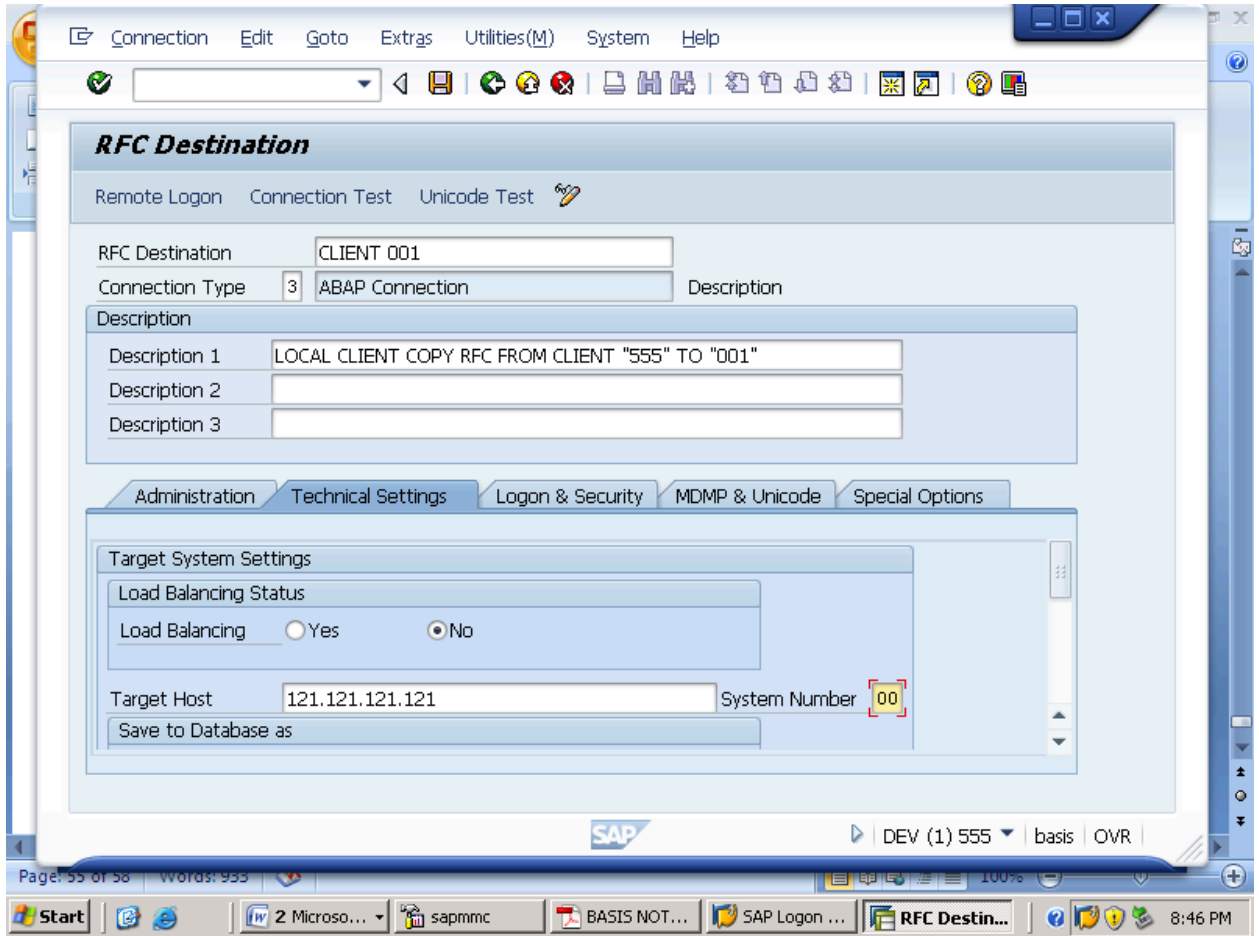 Connection Edit Goto Extras Utilities(M) System Help
RFC Destination
Remote Logon Connection Test Unicode Test
RFC Destination CLIENT 001
Connection Type 3 ABAP Connection Description
Description
Description 1 LOCAL CLIENT COPY RFC FROM CLIENT "555" TO "001"
Description 2
Description 3
Administration Technical Settings Logon & Security MDMP & Unicode Special Options
Target System Settings
Load Balancing Status
Load Balancing Yes No
Target Host 121.121.121.121 System Number 00
Save to Database as
SAP DEV (1) 555 basis OVR
Page: 55 of 58 Words: 933 100%
Start 2 Microso... sapmmc BASIS NOT... SAP Logon ... RFC Destin... 8:46 PM